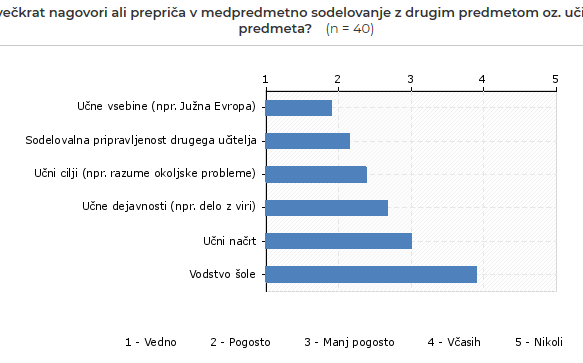 večkrat nagovori ali prepriča v medpredmetno sodelovanje z drugim predmetom oz.
predmeta? (n = 40)
1 2 3 4 5
Učne vsebine (npr. Južna Evropa)
Sodelovalna pripravljenost drugega učitelja
Učni cilji (npr. razume okoljske probleme)
Učne dejavnosti (npr. delo z viri)
Učni načrt
Vodstvo šole
1 - Vedno 2 - Pogosto 3 - Manj pogosto 4 - Včasih 5 - Nikoli